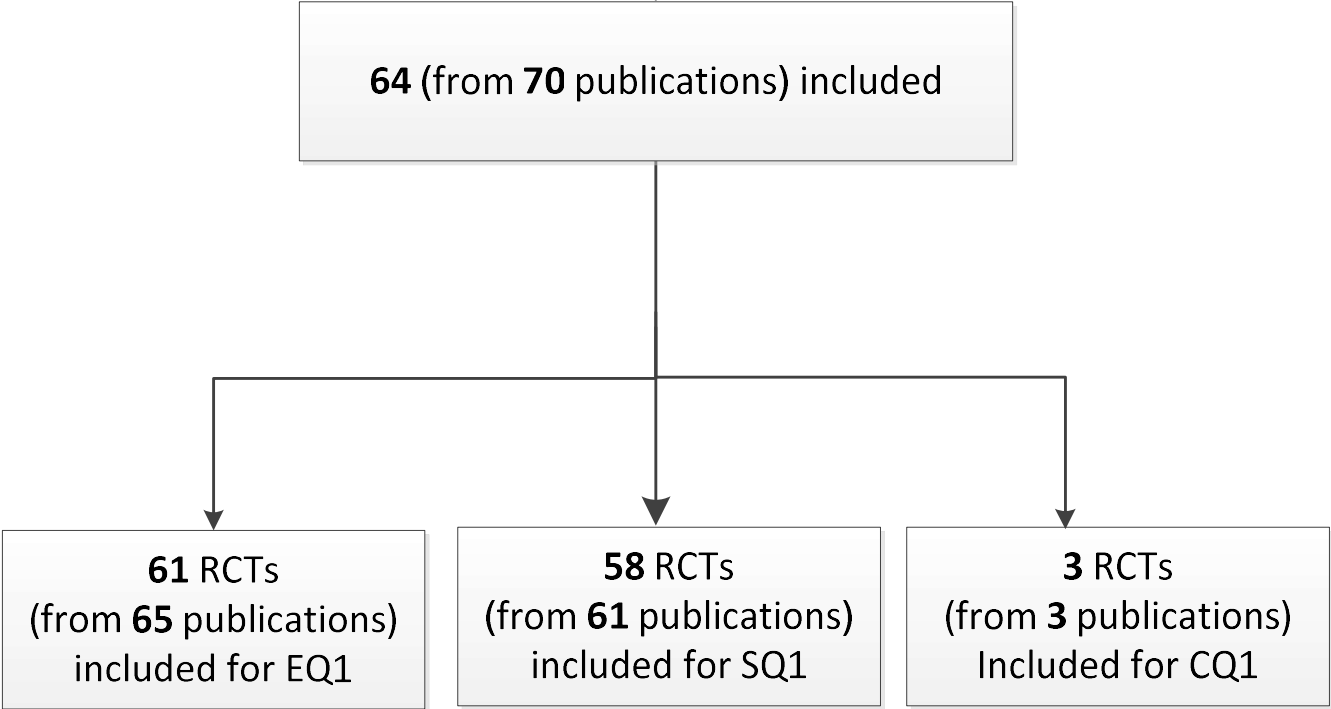 64 (from 70 publications) included
61 RCTs
(from 65 publications)
included for EQ1
58 RCTs
(from 61 publications)
included for SQ1
3 RCTs
(from 3 publications)
Included for CQ1